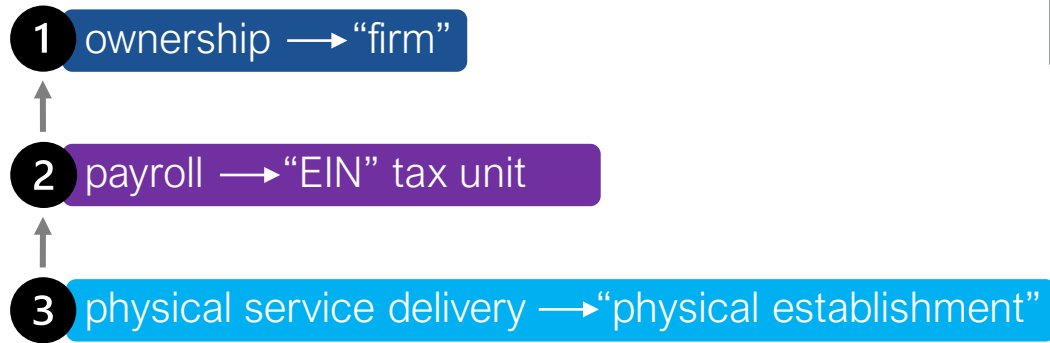 1 ownership → “firm”
2 payroll → “EIN” tax unit
3 physical service delivery → “physical establishment”